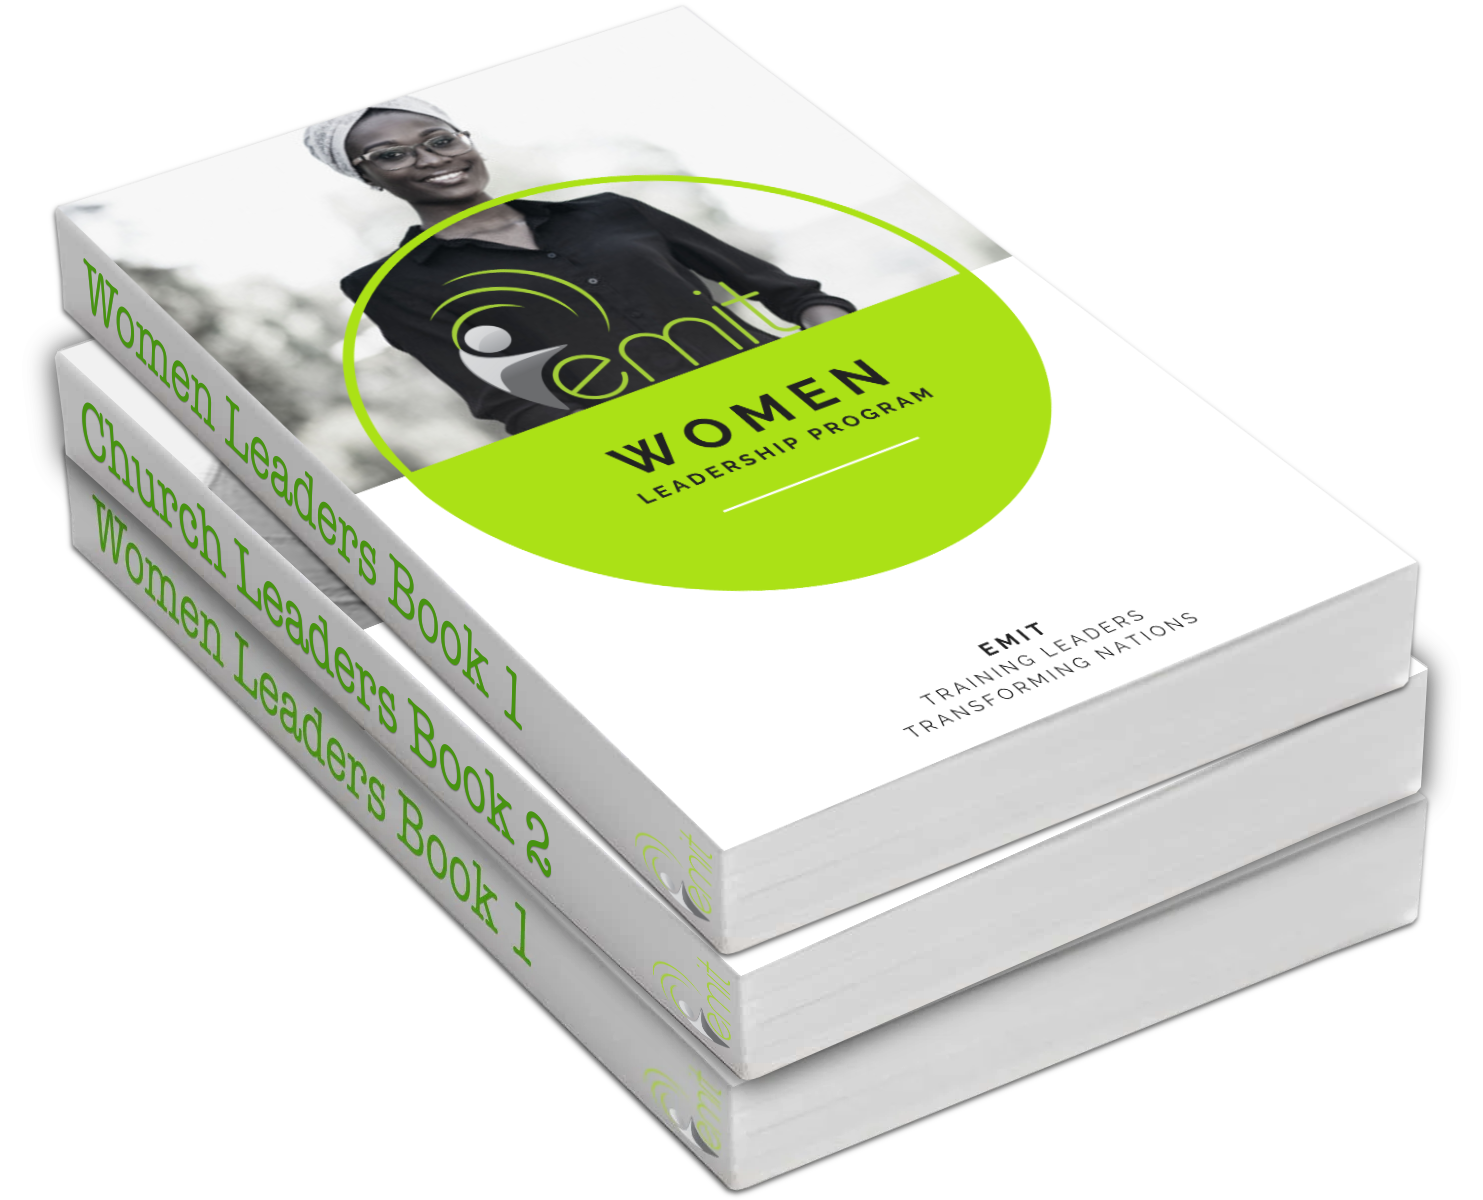 emit
WOMEN
LEADERSHIP PROGRAM
EMIT
TRAINING LEADERS
TRANSFORMING NATIONS
Women Leaders Book 1
emit
Church Leaders Book 2
emit
Women Leaders Book 1
emit